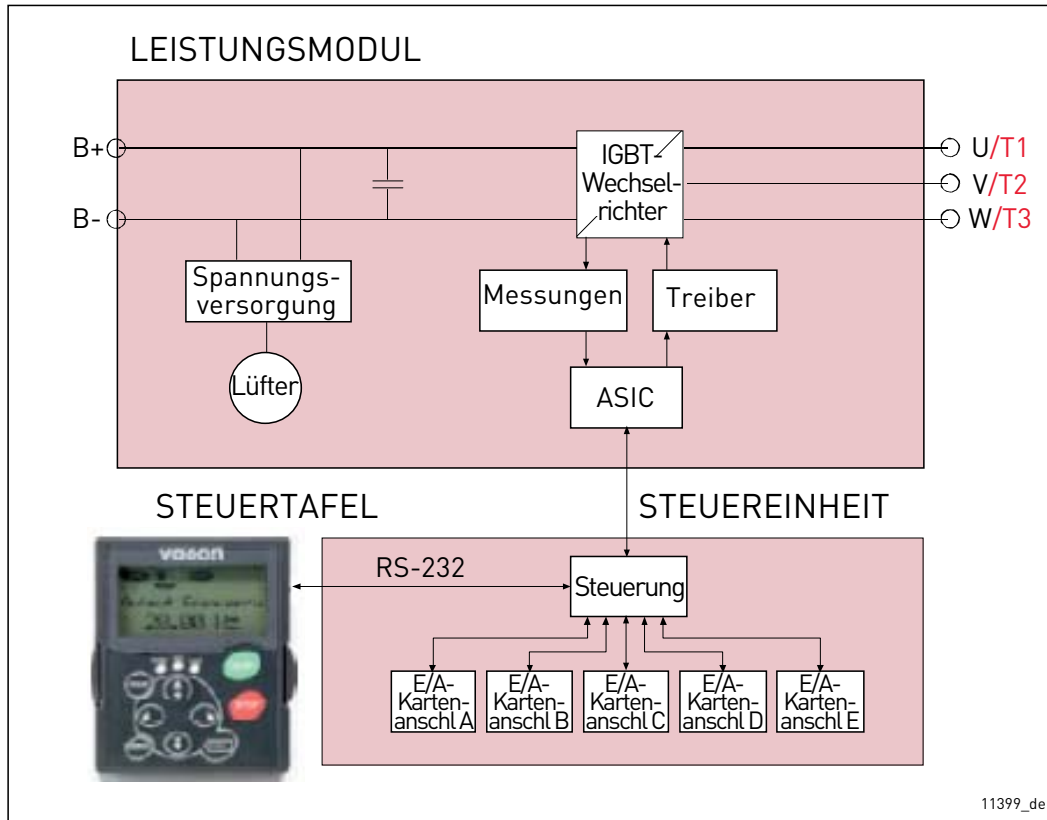 LEISTUNGSMODUL
B+
IGBT-
Wechsel-
richter
U/T1
V/T2
B-
W/T3
Spannungs-
versorgung
Messungen
Treiber
Lüfter
ASIC
STEUERTAFEL
STEUEREINHEIT
RS-232
Steuerung
E/A-
Karten-
anschl A
E/A-
Karten-
anschl B
E/A-
Karten-
anschl C
E/A-
Karten-
anschl D
E/A-
Karten-
anschl E
vacon
11399_de